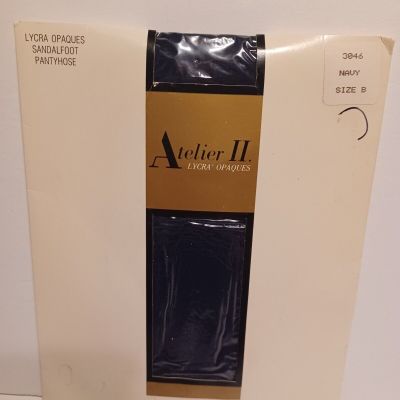 LYCRA OPAQUES
SANDALFOOT
PANTYHOSE
3046
NAVY
SIZE B
Atelier II.
LYCRA® OPAQUES